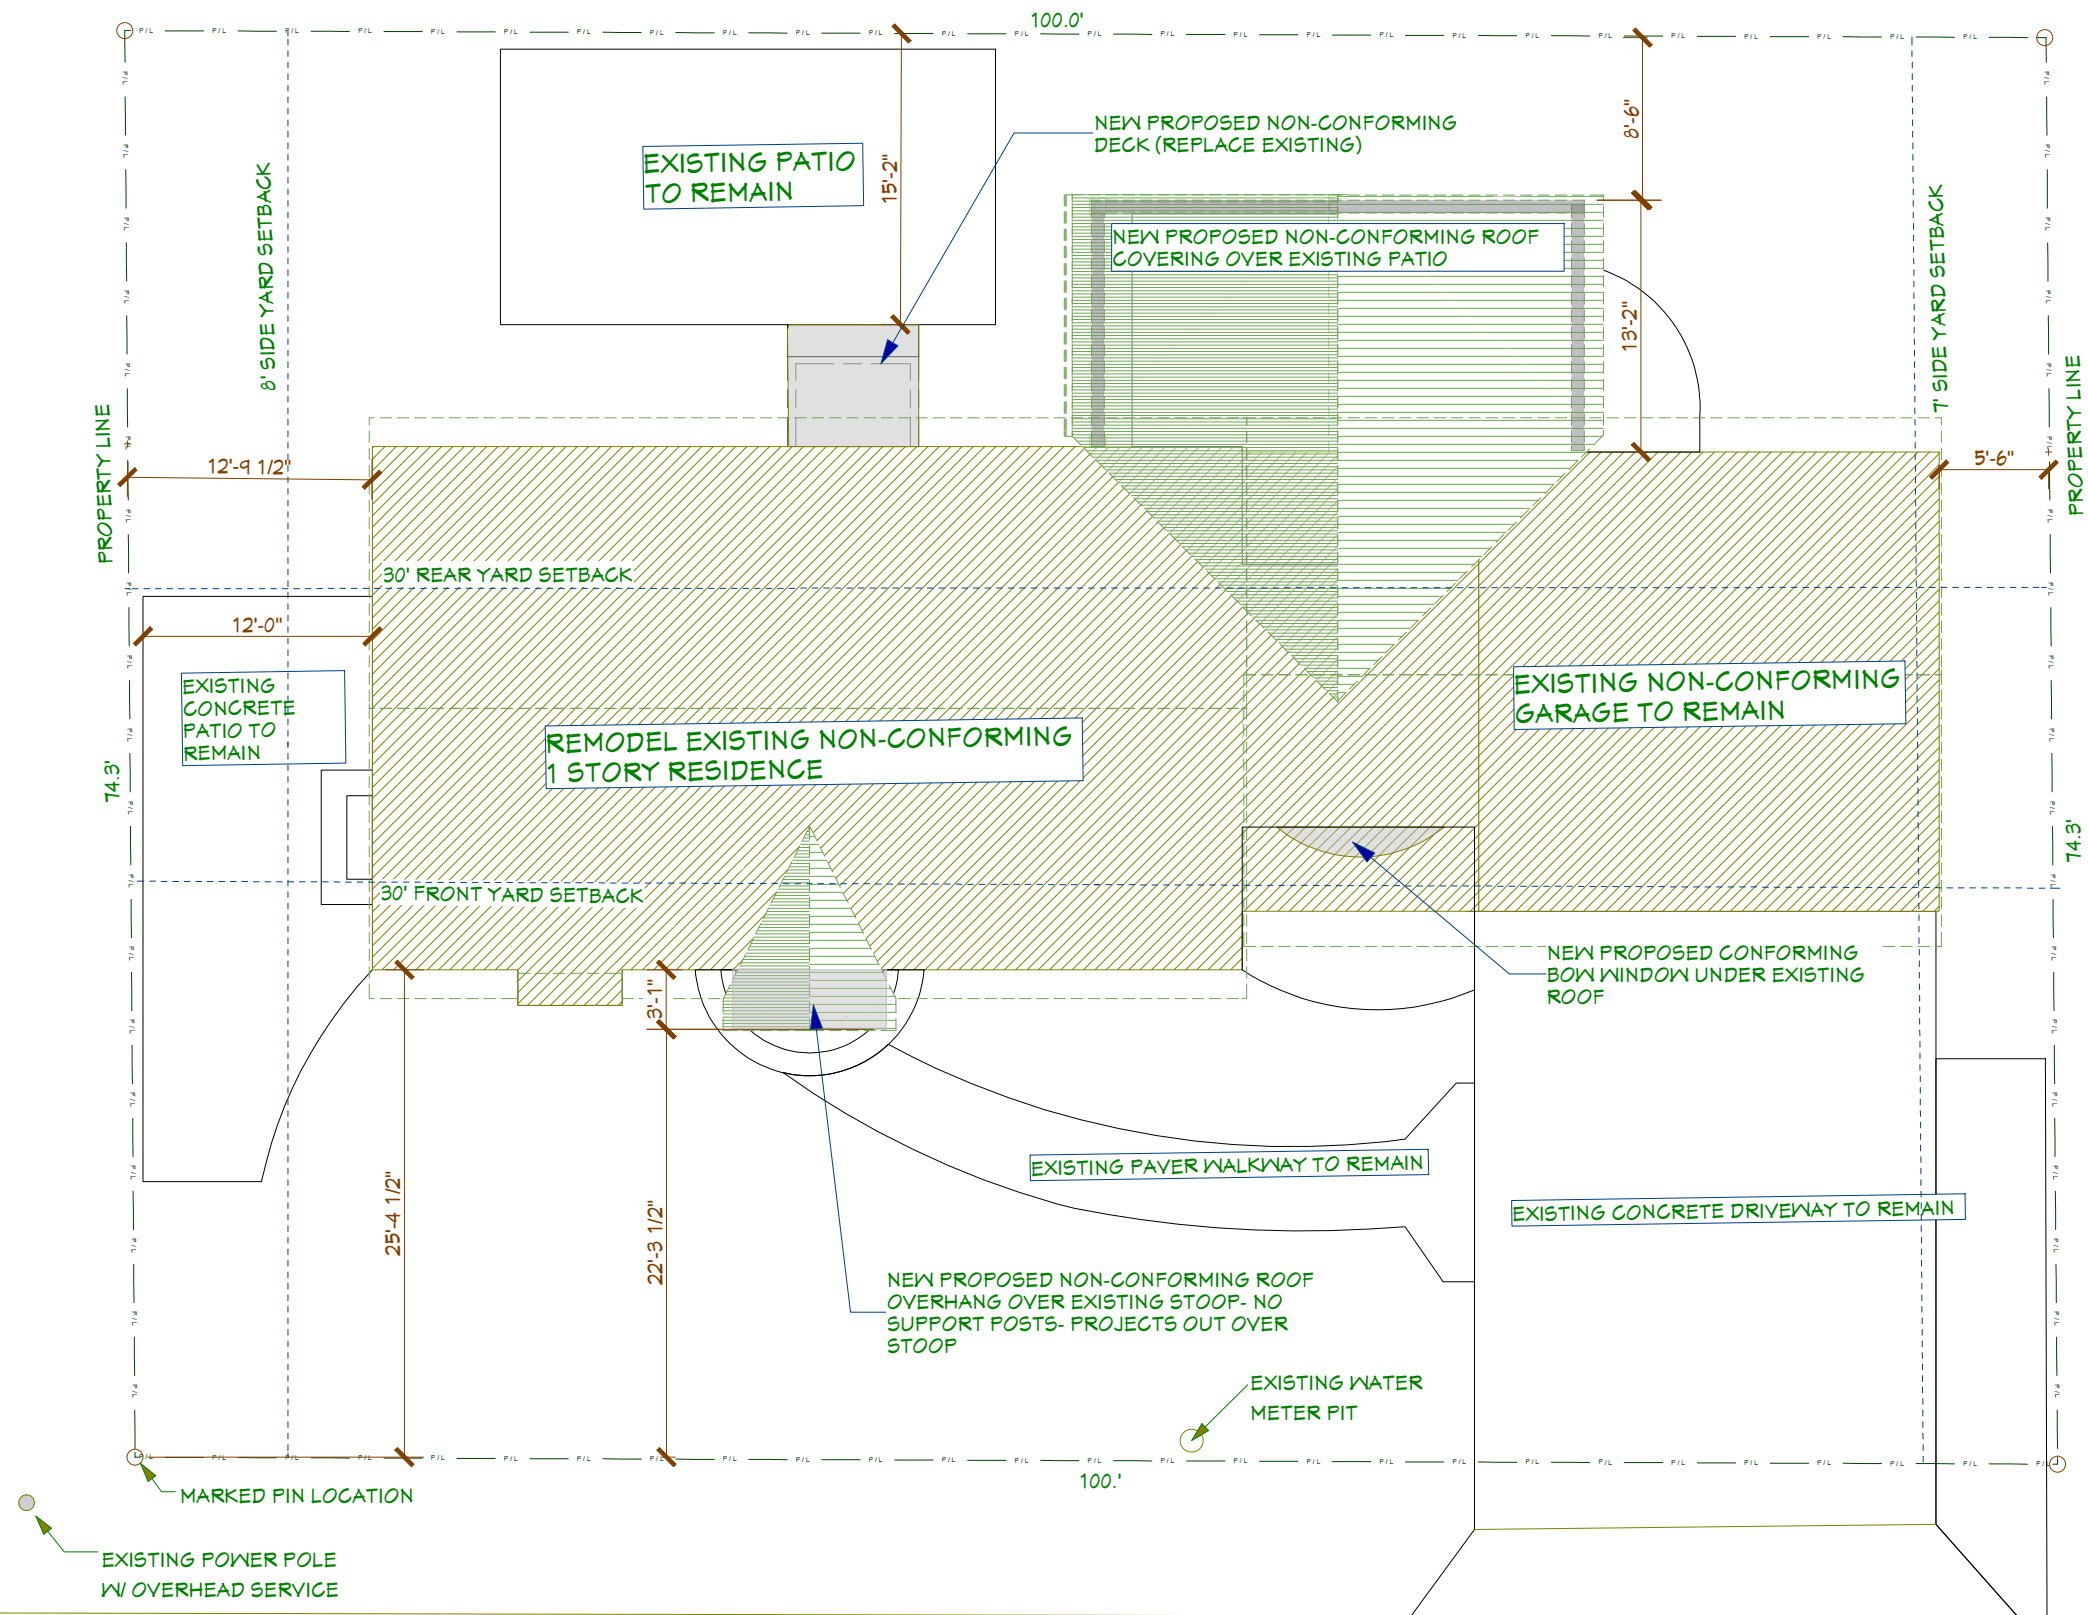 100.0'
8'-6"
NEW PROPOSED NON-CONFORMING
DECK (REPLACE EXISTING)
EXISTING PATIO
TO REMAIN
15'-2"
8' SIDE YARD SETBACK
7' SIDE YARD SETBACK
NEW PROPOSED NON-CONFORMING ROOF
COVERING OVER EXISTING PATIO
13'-2"
PROPERTY LINE
PROPERTY LINE
12'-9 1/2"
5'-6"
30' REAR YARD SETBACK
12'-0"
EXISTING
CONCRETE
PATIO TO
REMAIN
EXISTING NON-CONFORMING
GARAGE TO REMAIN
REMODEL EXISTING NON-CONFORMING
1 STORY RESIDENCE
74.3'
74.3'
30' FRONT YARD SETBACK
NEW PROPOSED CONFORMING
BOW WINDOW UNDER EXISTING
ROOF
3'-1"
EXISTING PAVER WALKWAY TO REMAIN
EXISTING CONCRETE DRIVEWAY TO REMAIN
25'-4 1/2"
22'-3 1/2"
NEW PROPOSED NON-CONFORMING ROOF
OVERHANG OVER EXISTING STOOP- NO
SUPPORT POSTS- PROJECTS OUT OVER
STOOP
EXISTING WATER
METER PIT
100.'
MARKED PIN LOCATION
EXISTING POWER POLE
W/ OVERHEAD SERVICE